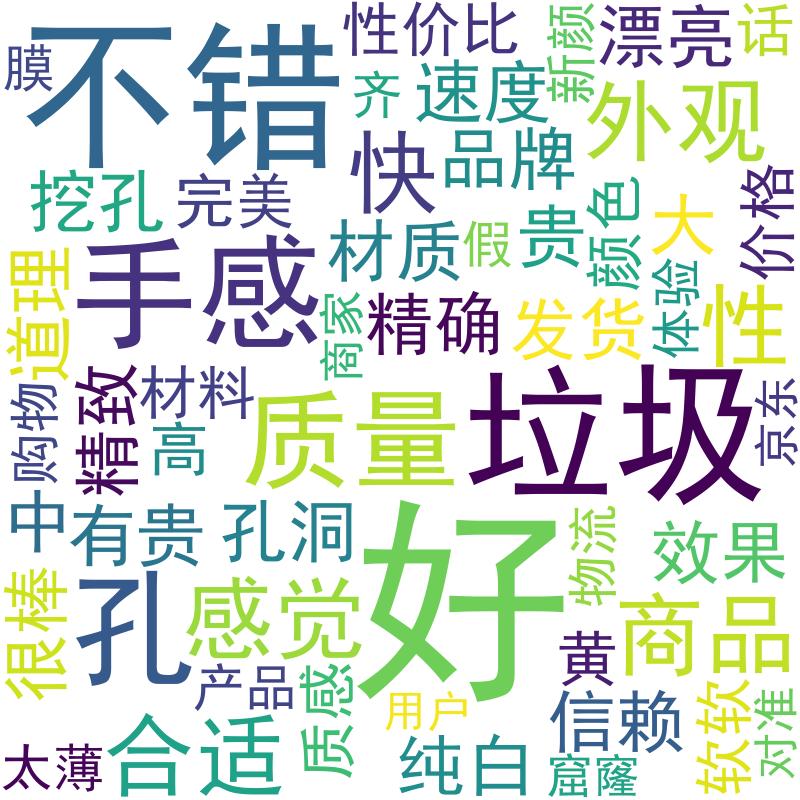 不错
膜
性价比
漂亮
话
新颜
齐
速度
外观
快
品牌
挖孔
完美
价格
手感
材质
假
贵
颜色
大
道理
商家
精确
发货
体验
性
购物
精致
材料
质量
垃圾
京东
高
中
有贵
孔洞
好
物流
效果
很棒
孔
感觉
商品
黄
产品
质感
用户
信赖
软软
对准
太薄
合适
纯白
窟窿